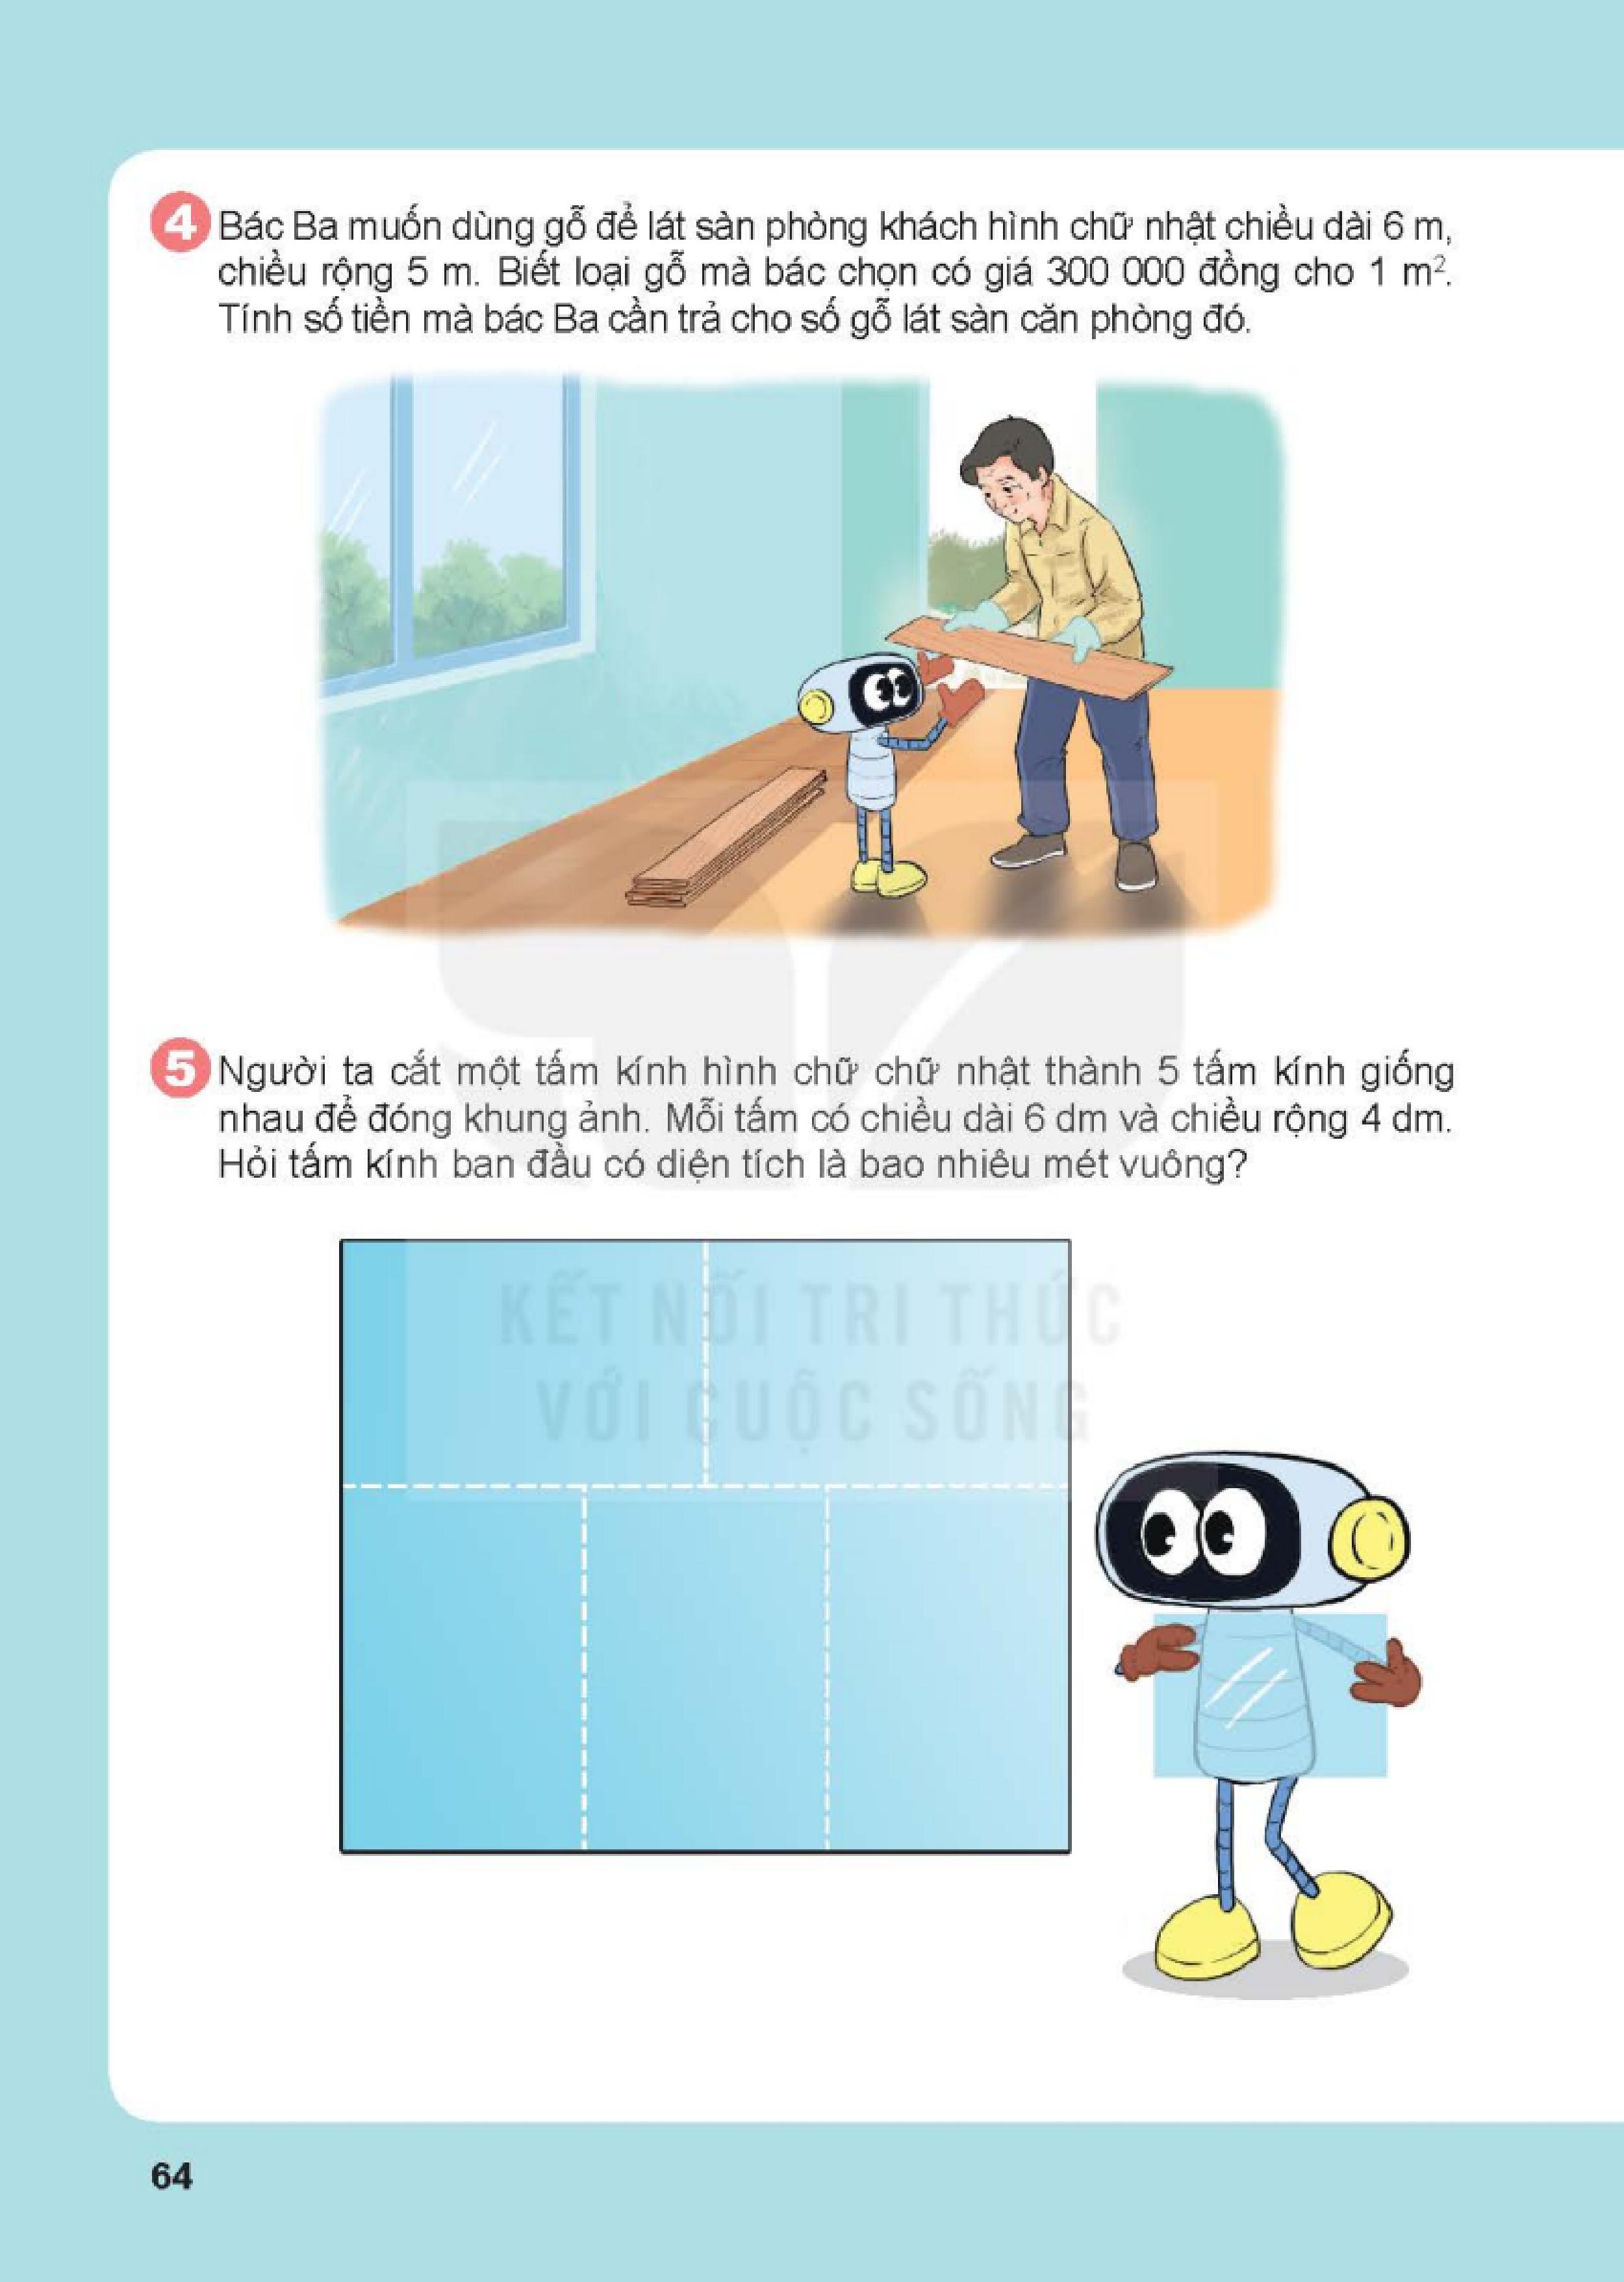 4 Bác Ba muốn dùng gỗ để lát sàn phòng khách hình chữ nhật chiều dài 6 m,
chiều rộng 5 m. Biết loại gỗ mà bác chọn có giá 300 000 đồng cho 1 m².
Tính số tiền mà bác Ba cần trả cho số gỗ lát sàn căn phòng đó.
5 Người ta cắt một tấm kính hình chữ chữ nhật thành 5 tấm kính giống
nhau để đóng khung ảnh. Mỗi tấm có chiều dài 6 dm và chiều rộng 4 dm.
Hỏi tấm kính ban đầu có diện tích là bao nhiêu mét vuông?
KẾT NỐI TRI THỨC
VỚI CUỘC SỐNG
64